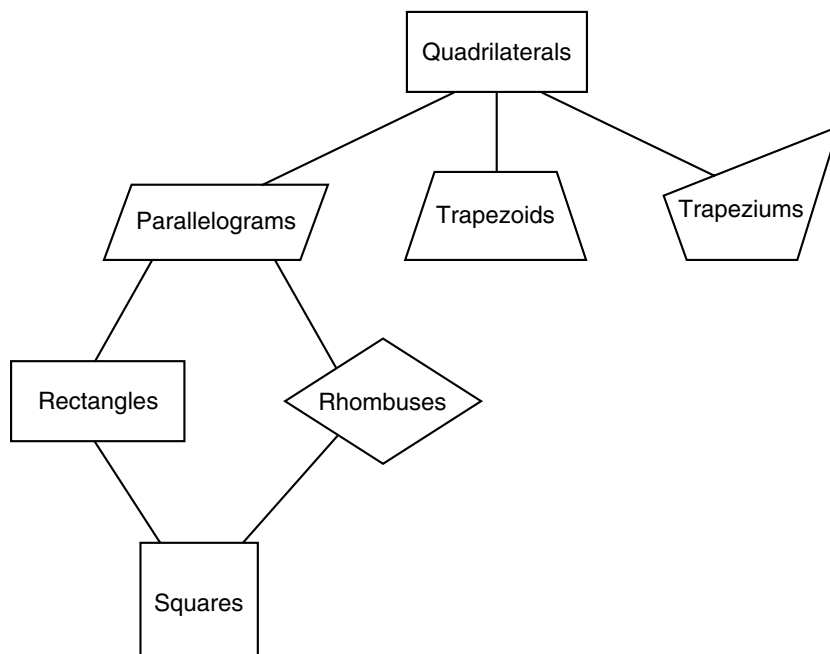 Quadrilaterals
Parallelograms
Trapezoids
Trapeziums
Rectangles
Rhombuses
Squares